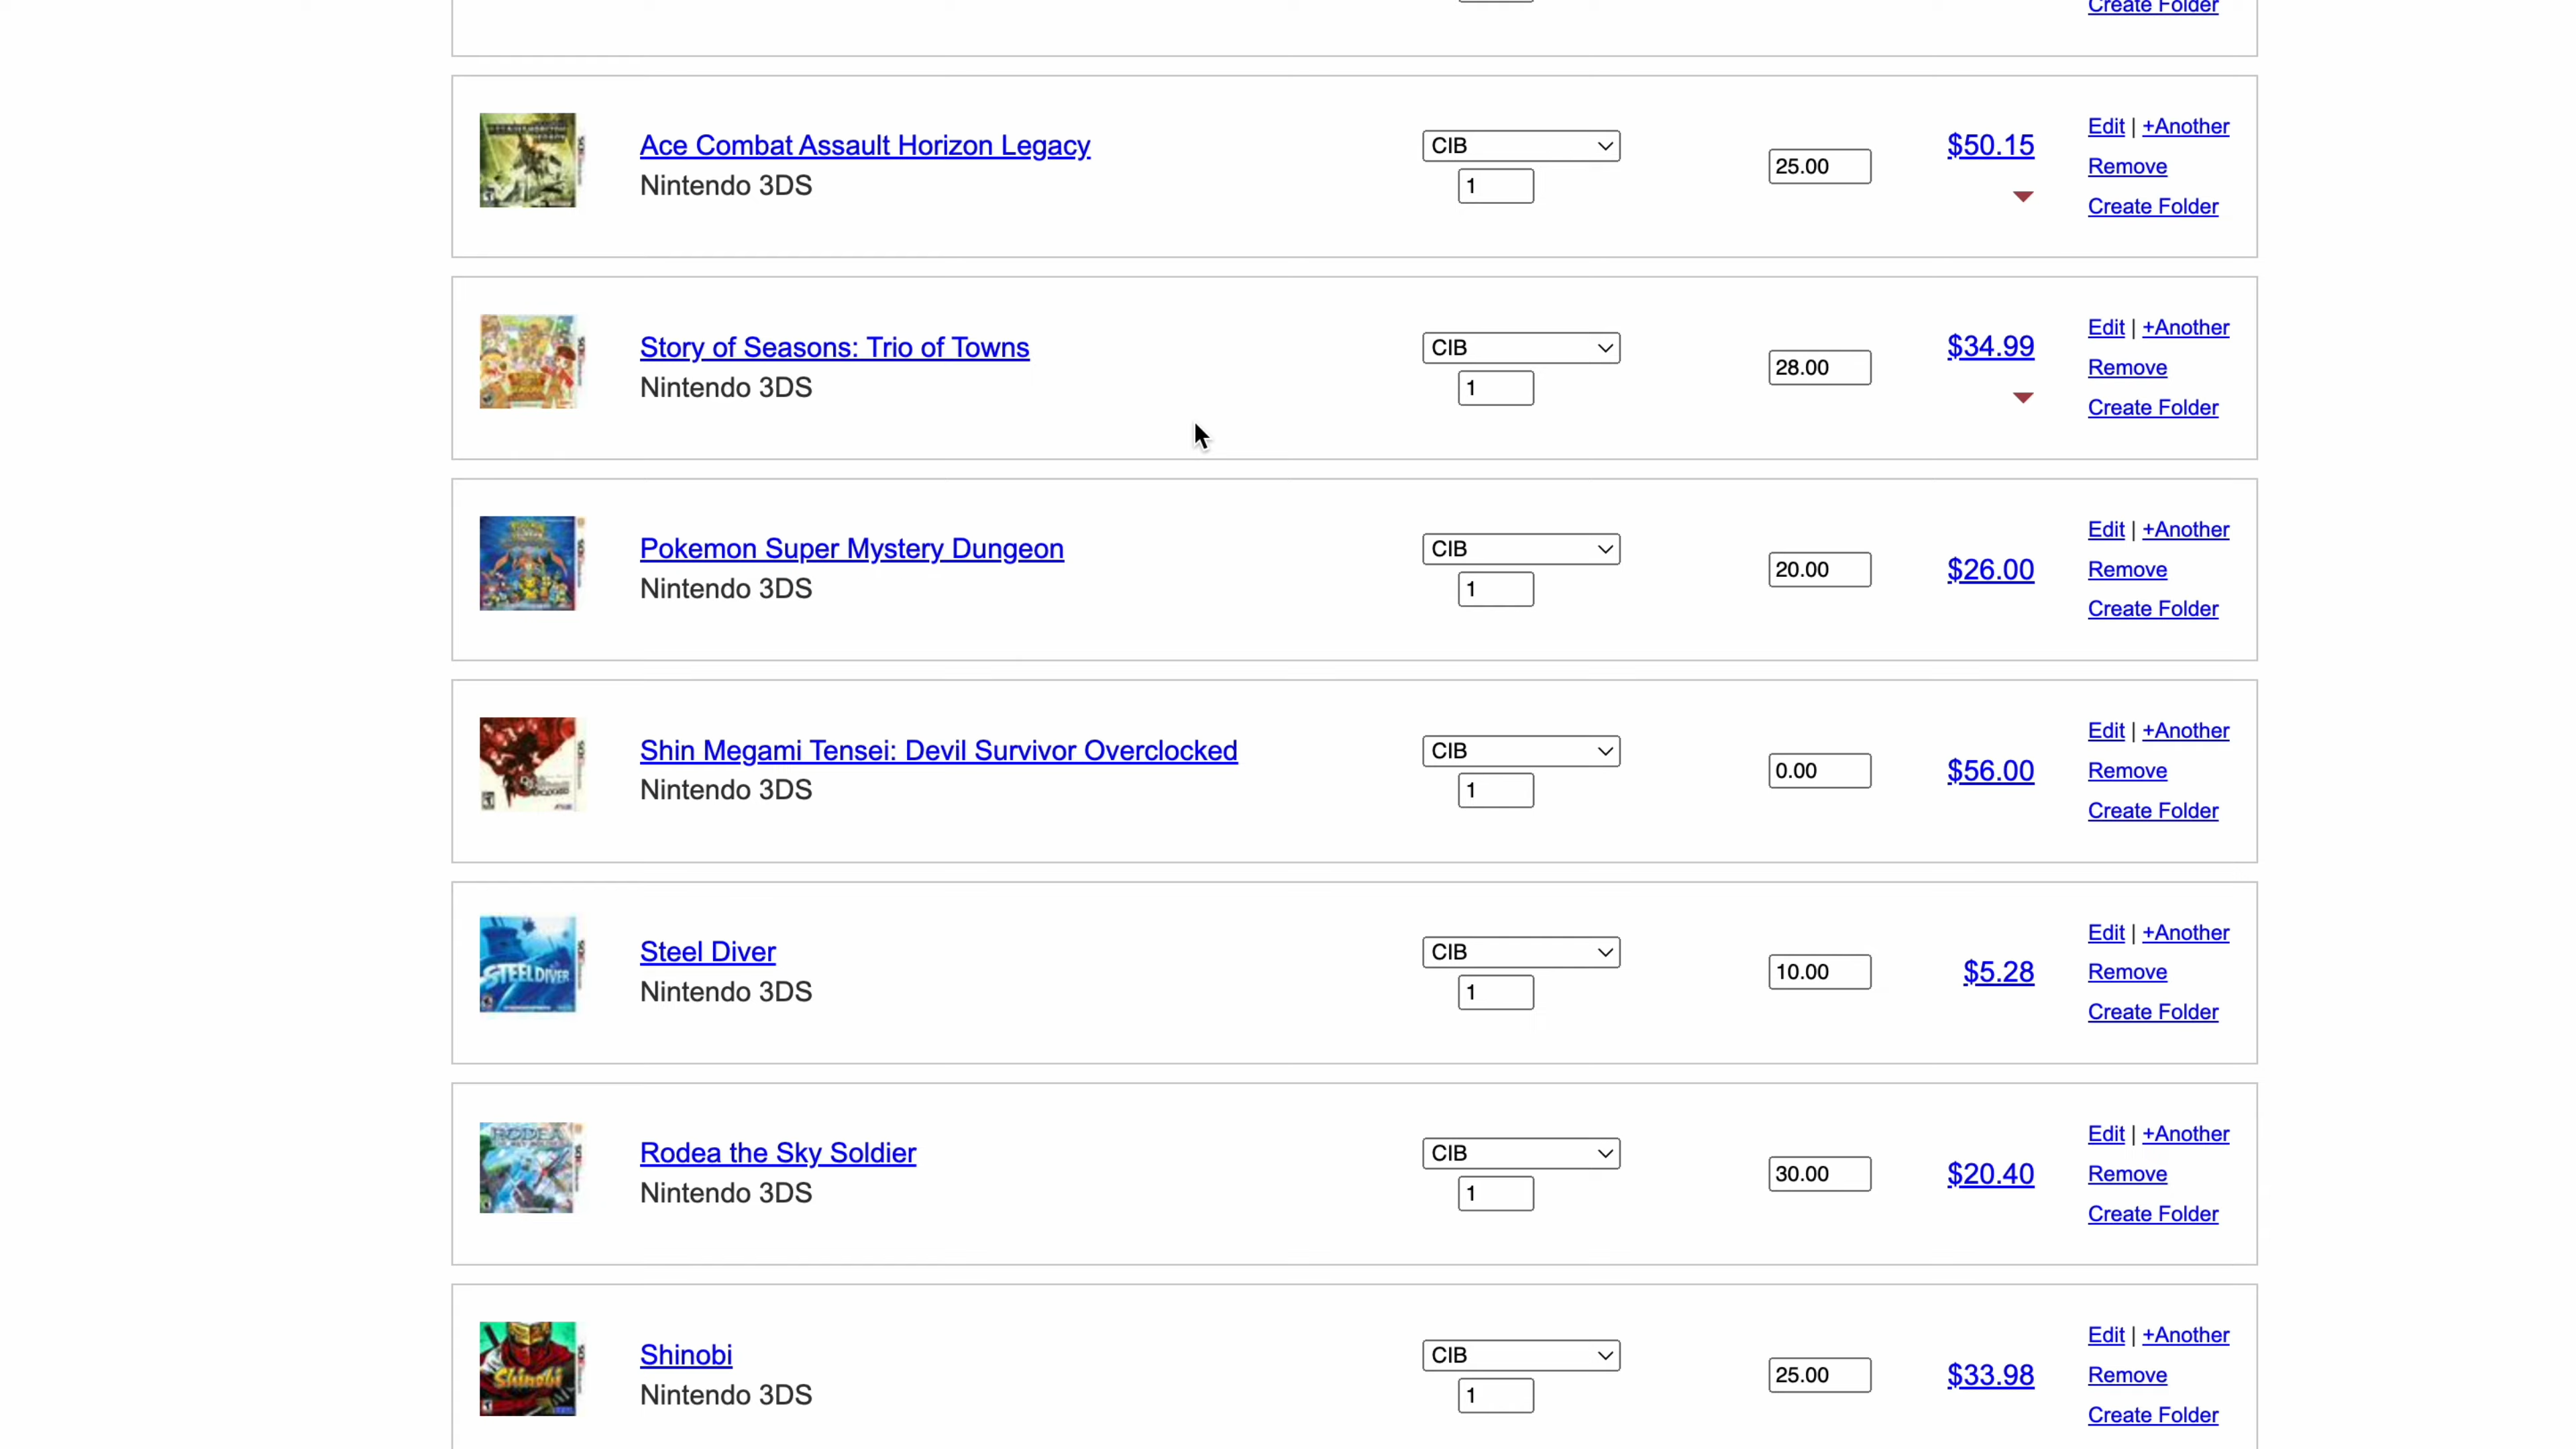 Create Folder
Ace Combat Assault Horizon Legacy
Nintendo 3DS
CIB
1
25.00
$50.15
Edit | +Another
Remove
Create Folder
Story of Seasons: Trio of Towns
Nintendo 3DS
CIB
1
28.00
$34.99
Edit | +Another
Remove
Create Folder
Pokemon Super Mystery Dungeon
Nintendo 3DS
CIB
1
20.00
$26.00
Edit | +Another
Remove
Create Folder
Shin Megami Tensei: Devil Survivor Overclocked
Nintendo 3DS
CIB
1
0.00
$56.00
Edit | +Another
Remove
Create Folder
STEEL DIVER
Steel Diver
Nintendo 3DS
CIB
1
10.00
$5.28
Edit | +Another
Remove
Create Folder
RODEA
Rodea the Sky Soldier
Nintendo 3DS
CIB
1
30.00
$20.40
Edit | +Another
Remove
Create Folder
Shinobi
Shinobi
Nintendo 3DS
CIB
1
25.00
$33.98
Edit | +Another
Remove
Create Folder